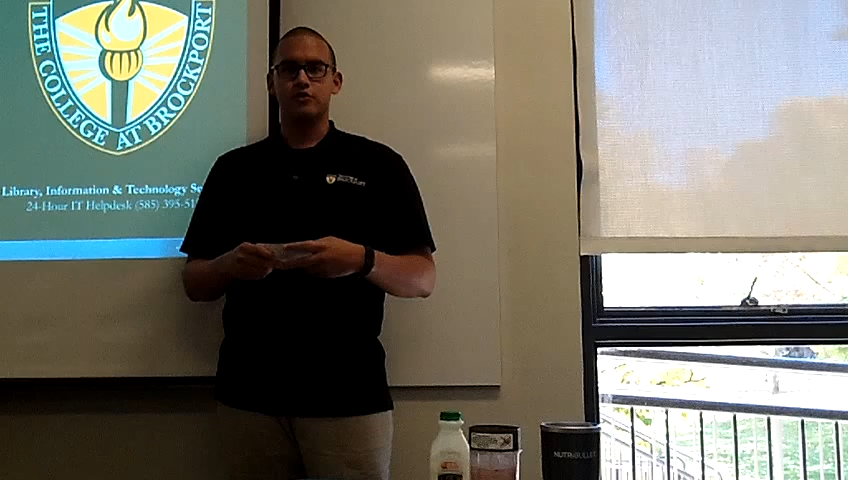 THE COLLEGE AT BROCKPORT
Library, Information & Technology Se
24-Hour IT Helpdesk (585) 395-51
NUTRIBULLET